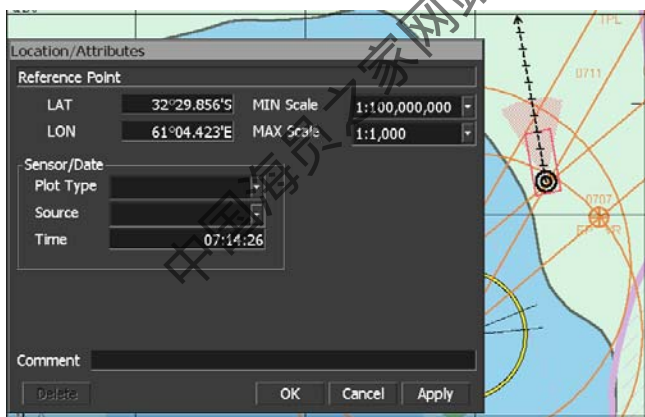 Location/Attributes
Reference Point
LAT 32°29.856'S MIN Scale 1:100,000,000
LON 61°04.423'E MAX Scale 1:1,000
Sensor/Date
Plot Type
Source
Time 07:14:26
Comment
Delete OK Cancel Apply
TPL
0711
0707
中国海员之家网站